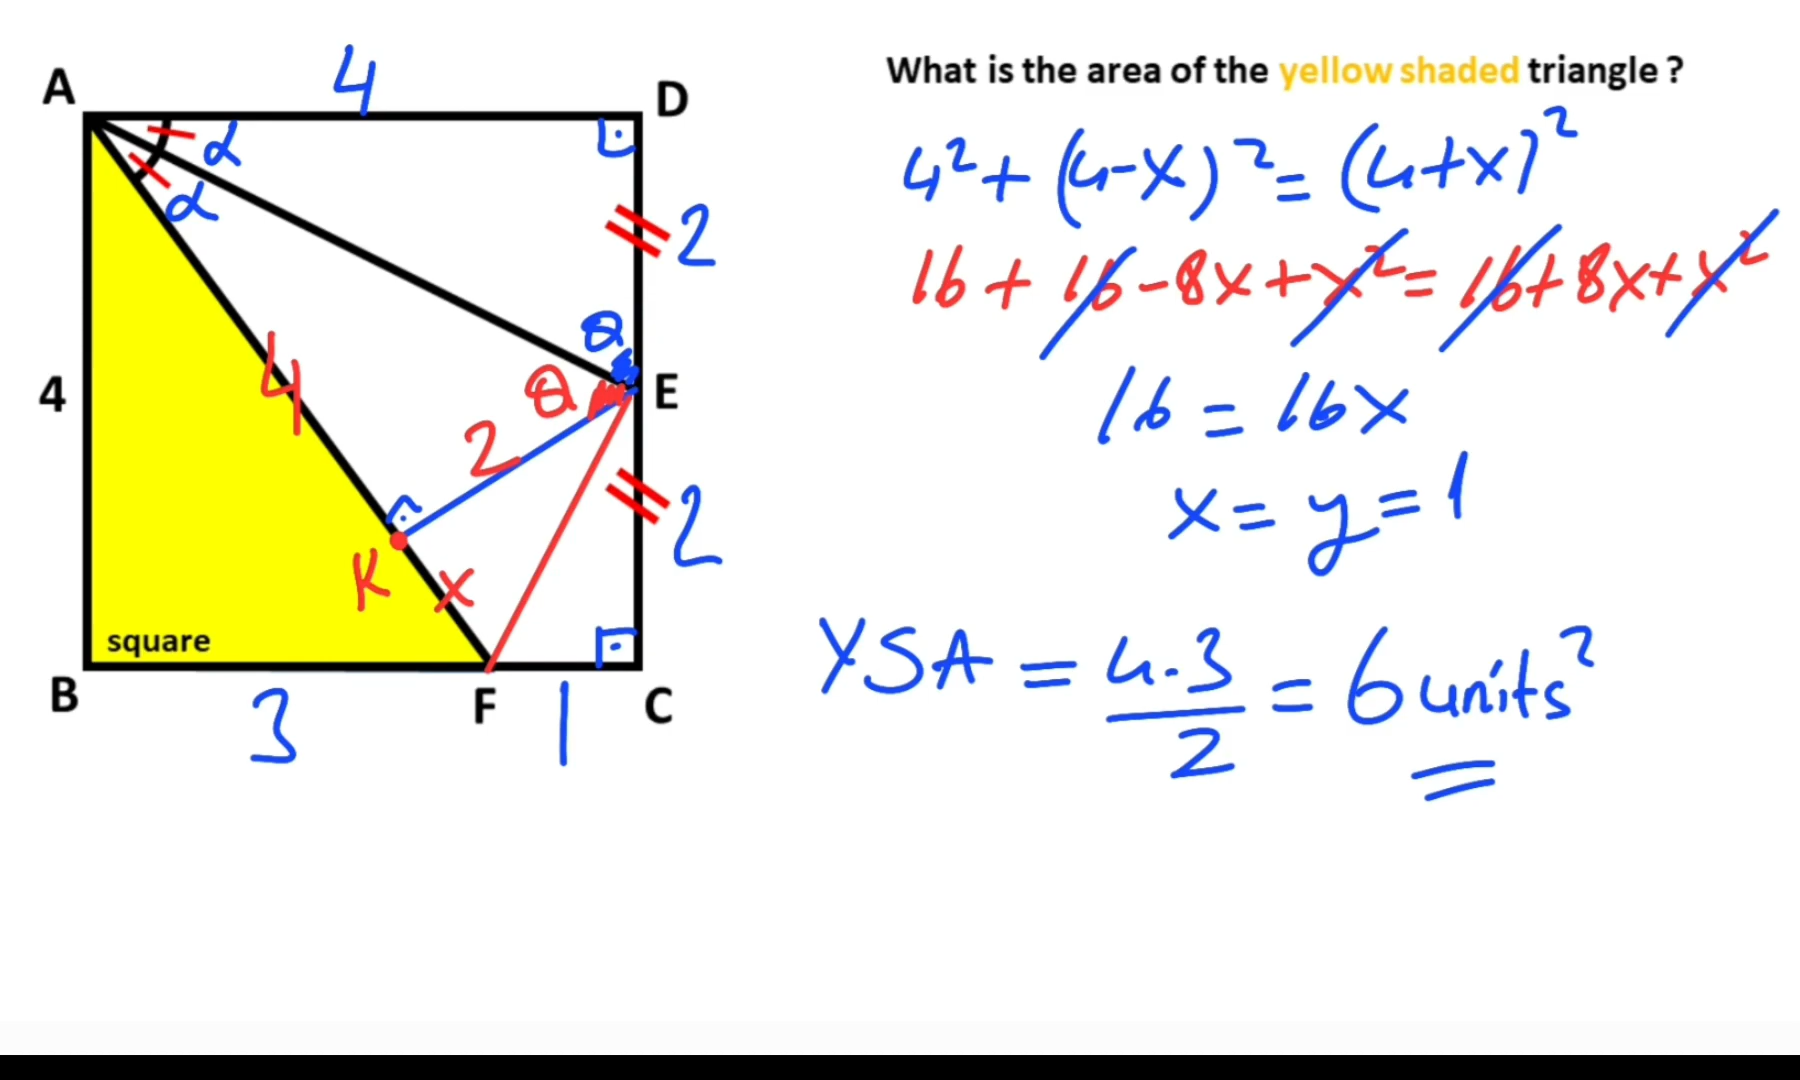 What is the area of the yellow shaded triangle ?
A
4
D
α
α
2
4² + (4-x)² = (4+x)²
16 + 16 - 8x + x² = 16 + 8x + x²
θ
θ
E
4
4
2
2
16 = 16x
x = y = 1
K
x
square
YSA = 4.3 / 2 = 6 units²
B
F
C
3
1